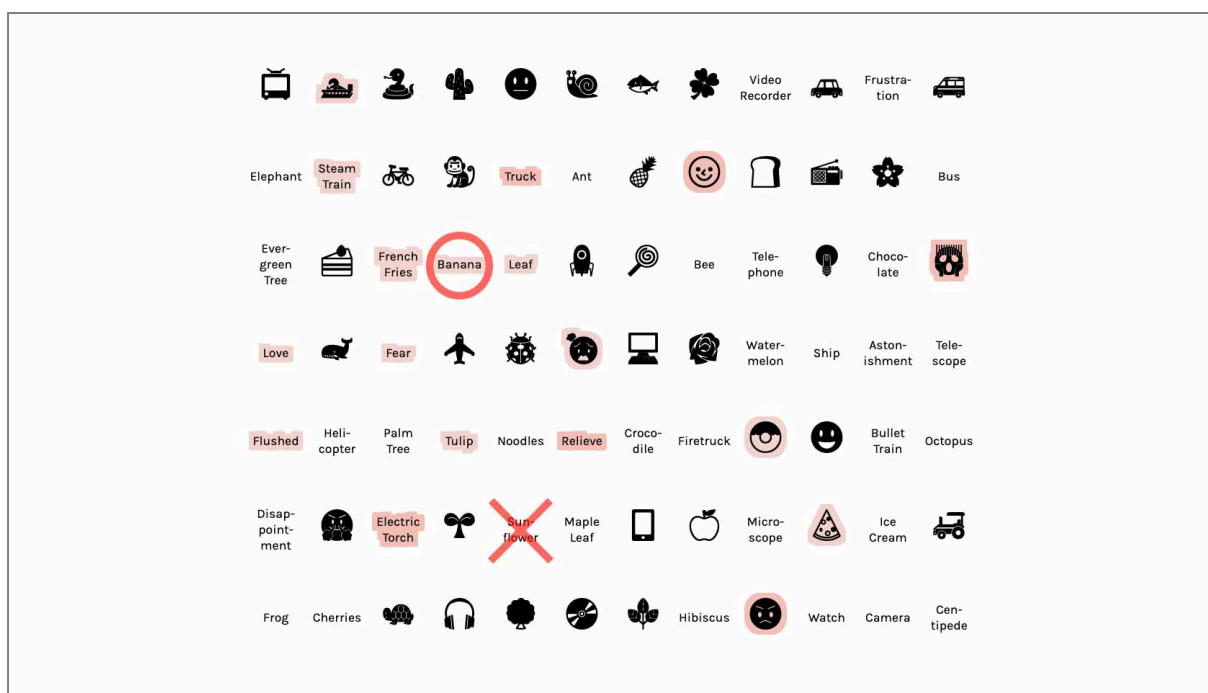 Video
Recorder
Frustra-
tion
Elephant
Steam
Train
Truck
Ant
Bus
Ever-
green
Tree
French
Fries
Banana
Leaf
Bee
Tele-
phone
Choco-
late
Love
Fear
Water-
melon
Ship
Aston-
ishment
Tele-
scope
Flushed
Heli-
copter
Palm
Tree
Tulip
Noodles
Relieve
Croco-
dile
Firetruck
Bullet
Train
Octopus
Disap-
point-
ment
Electric
Torch
Sun-
flower
Maple
Leaf
Micro-
scope
Ice
Cream
Frog
Cherries
Hibiscus
Watch
Camera
Cen-
tipede